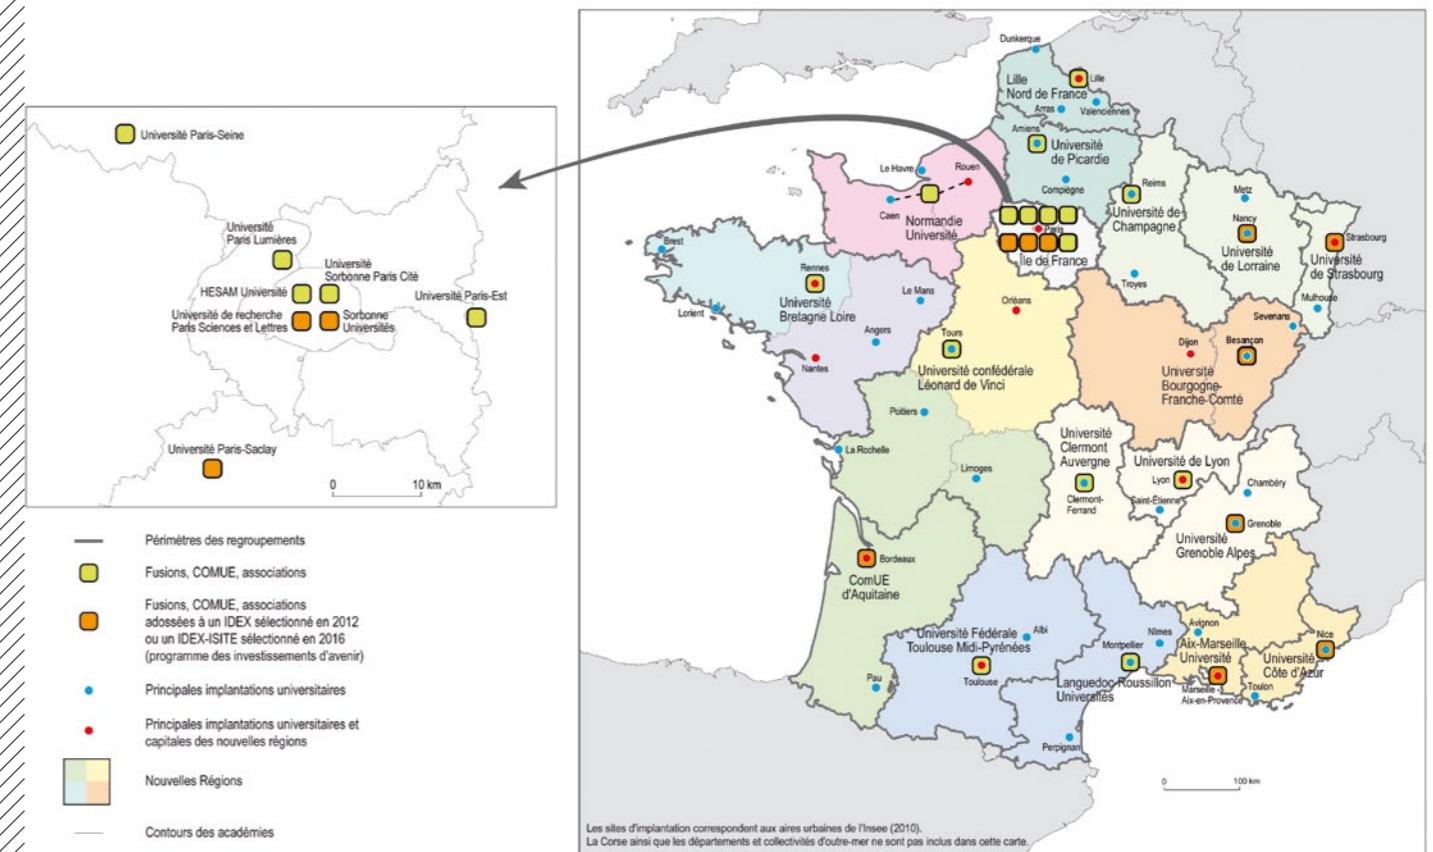 Université Paris-Seine
Université
Paris Lumières
Université
Sorbonne Paris Cité
HESAM Université
Université Paris-Est
Université de recherche
Paris Sciences et Lettres
Sorbonne
Universités
Université Paris-Saclay
0
10 km
Périmètres des regroupements
Fusions, COMUE, associations
Fusions, COMUE, associations
adossées à un IDEX sélectionné en 2012
ou un IDEX-ISITE sélectionné en 2016
(programme des investissements d'avenir)
Principales implantations universitaires
Principales implantations universitaires et
capitales des nouvelles régions
Nouvelles Régions
Contours des académies
Dunkerque
Lille
Nord de France
Lille
Arras
Valenciennes
Amiens
Université
de Picardie
Compiègne
Le Havre
Rouen
Caen
Normandie
Université
Paris
Île de France
Reims
Université de
Champagne
Troyes
Metz
Nancy
Université
de Lorraine
Strasbourg
Université
de Strasbourg
Mulhouse
Brest
Rennes
Université
Bretagne Loire
Lorient
Le Mans
Angers
Nantes
Orléans
Tours
Université confédérale
Léonard de Vinci
Sevenans
Dijon
Besançon
Université
Bourgogne-
Franche-Comté
Poitiers
La Rochelle
Limoges
Université
Clermont
Auvergne
Clermont-
Ferrand
Université de Lyon
Lyon
Saint-Étienne
Chambéry
Grenoble
Université
Grenoble Alpes
Bordeaux
ComUE
d'Aquitaine
Pau
Université Fédérale
Toulouse Midi-Pyrénées
Albi
Toulouse
Montpellier
Nîmes
Languedoc-Roussillon
Universités
Perpignan
Avignon
Aix-Marseille
Université
Marseille -
Aix-en-Provence
Nice
Université
Côte d'Azur
Toulon
0
100 km
Les sites d'implantation correspondent aux aires urbaines de l'Insee (2010).
La Corse ainsi que les départements et collectivités d'outre-mer ne sont pas inclus dans cette carte.